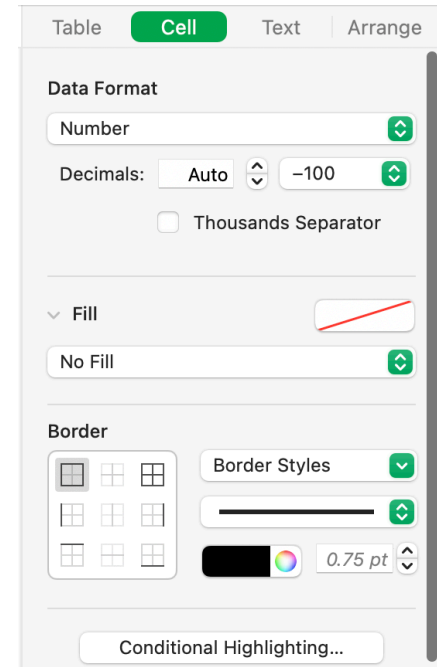 Table Cell Text Arrange
Data Format
Number
Decimals: Auto –100
Thousands Separator
Fill
No Fill
Border
Border Styles
0.75 pt
Conditional Highlighting...